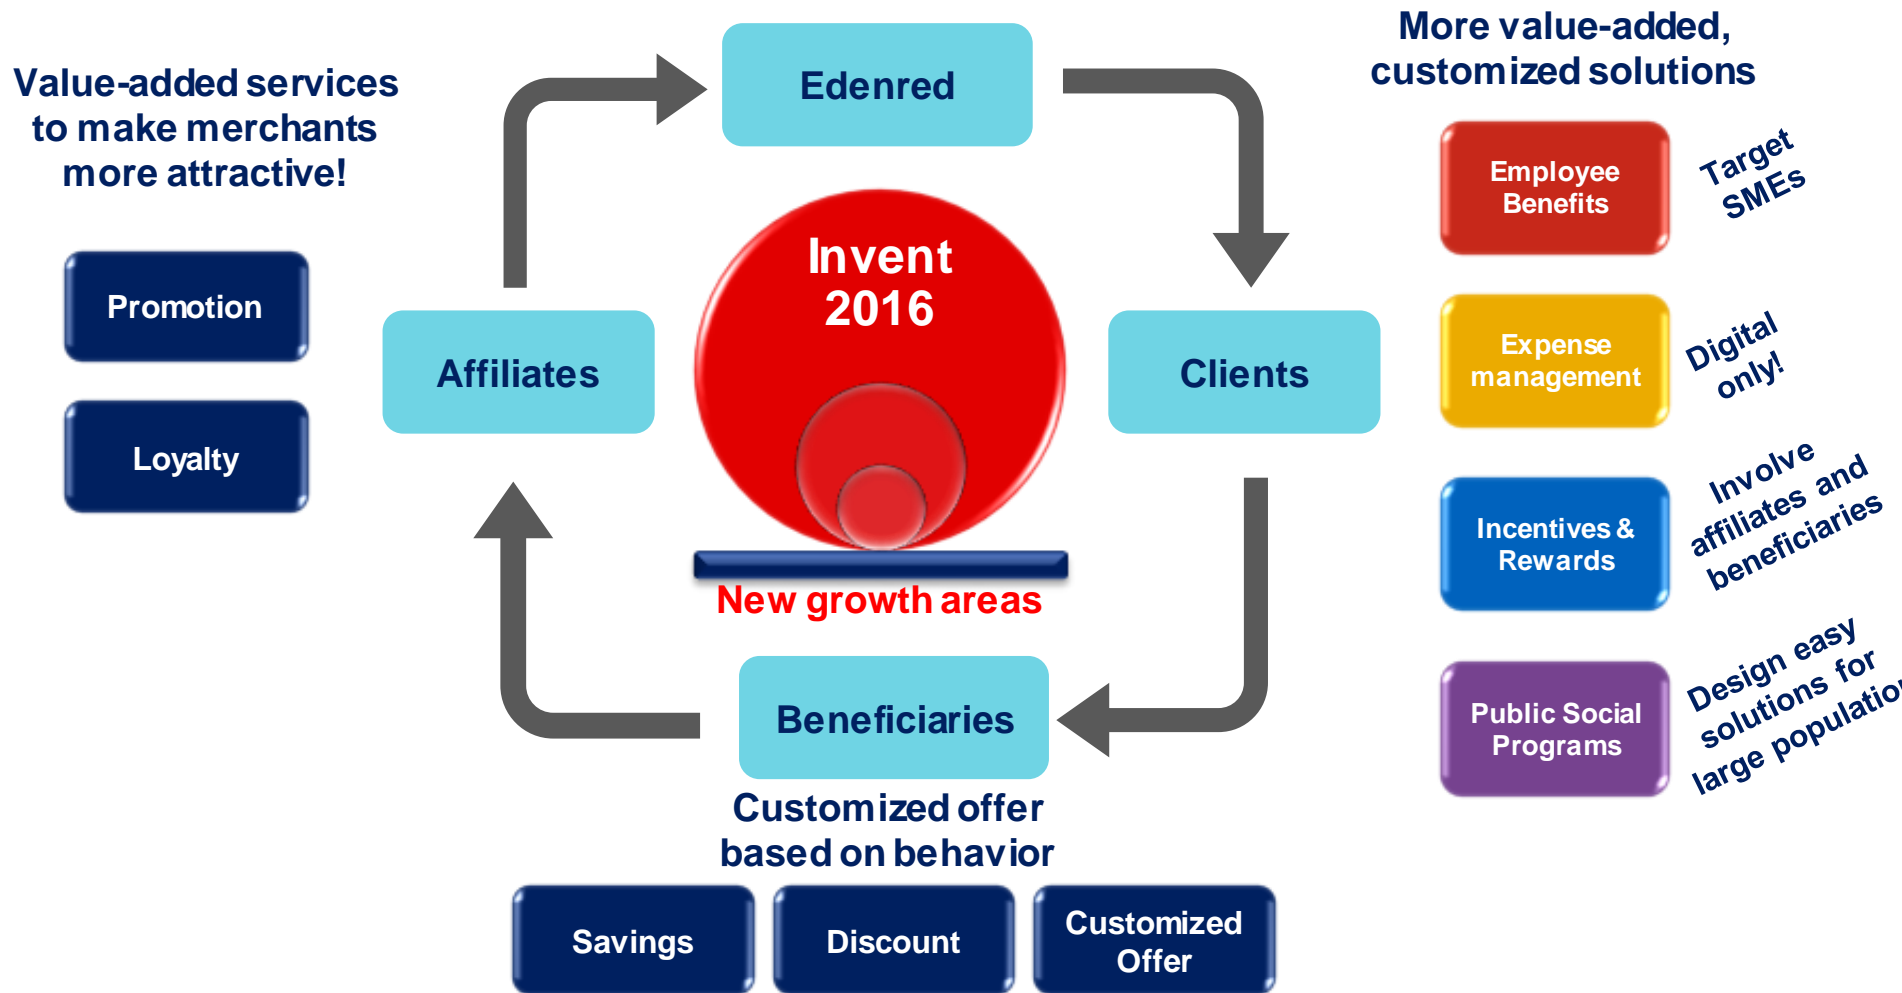 Value-added services
to make merchants
more attractive!
Promotion
Loyalty
Edenred
Affiliates
Invent
2016
New growth areas
Clients
Beneficiaries
Customized offer
based on behavior
Savings
Discount
Customized
Offer
More value-added,
customized solutions
Employee
Benefits
Target
SMEs
Expense
management
Digital
only!
Incentives &
Rewards
Involve
affiliates and
beneficiaries
Public Social
Programs
Design easy
solutions for
large population